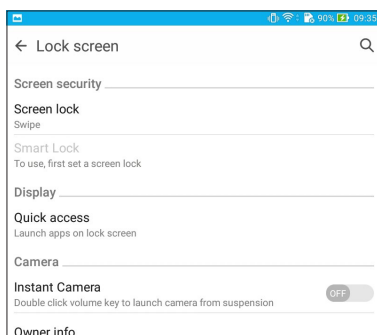 90% 09:35
Lock screen
Screen security
Screen lock
Swipe
Smart Lock
To use, first set a screen lock
Display
Quick access
Launch apps on lock screen
Camera
Instant Camera
OFF
Double click volume key to launch camera from suspension
Owner info